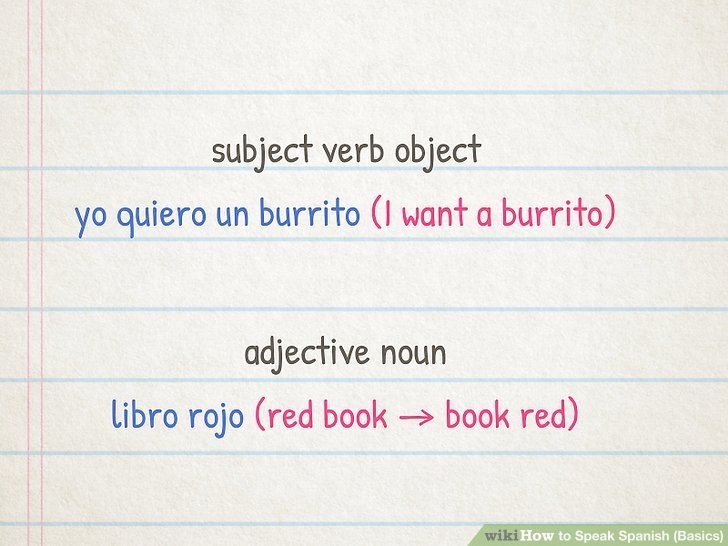 subject verb object
yo quiero un burrito (I want a burrito)
adjective noun
libro rojo (red book → book red)
wikiHow to Speak Spanish (Basics)